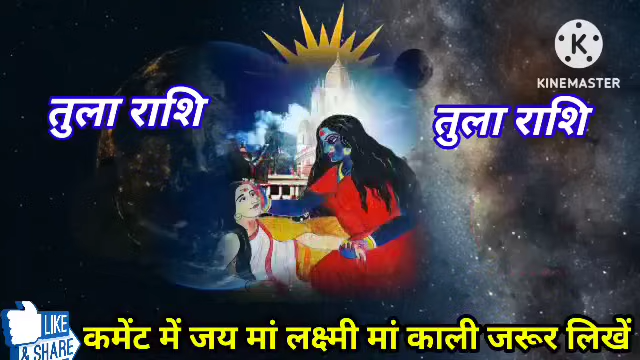 K
KINEMASTER
तुला राशि
तुला राशि
LIKE
& SHARE
कमेंट में जय मां लक्ष्मी मां काली जरूर लिखें